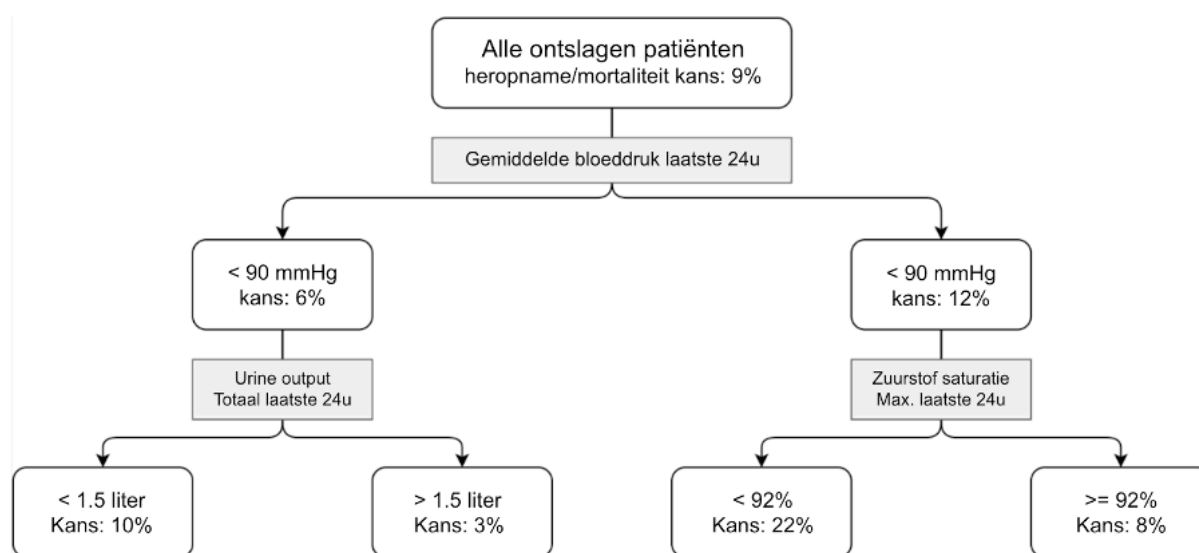 Alle ontslagen patiënten
heropname/mortaliteit kans: 9%
Gemiddelde bloeddruk laatste 24u
< 90 mmHg
kans: 6%
< 90 mmHg
kans: 12%
Urine output
Totaal laatste 24u
Zuurstof saturatie
Max. laatste 24u
< 1.5 liter
Kans: 10%
> 1.5 liter
Kans: 3%
< 92%
Kans: 22%
>= 92%
Kans: 8%